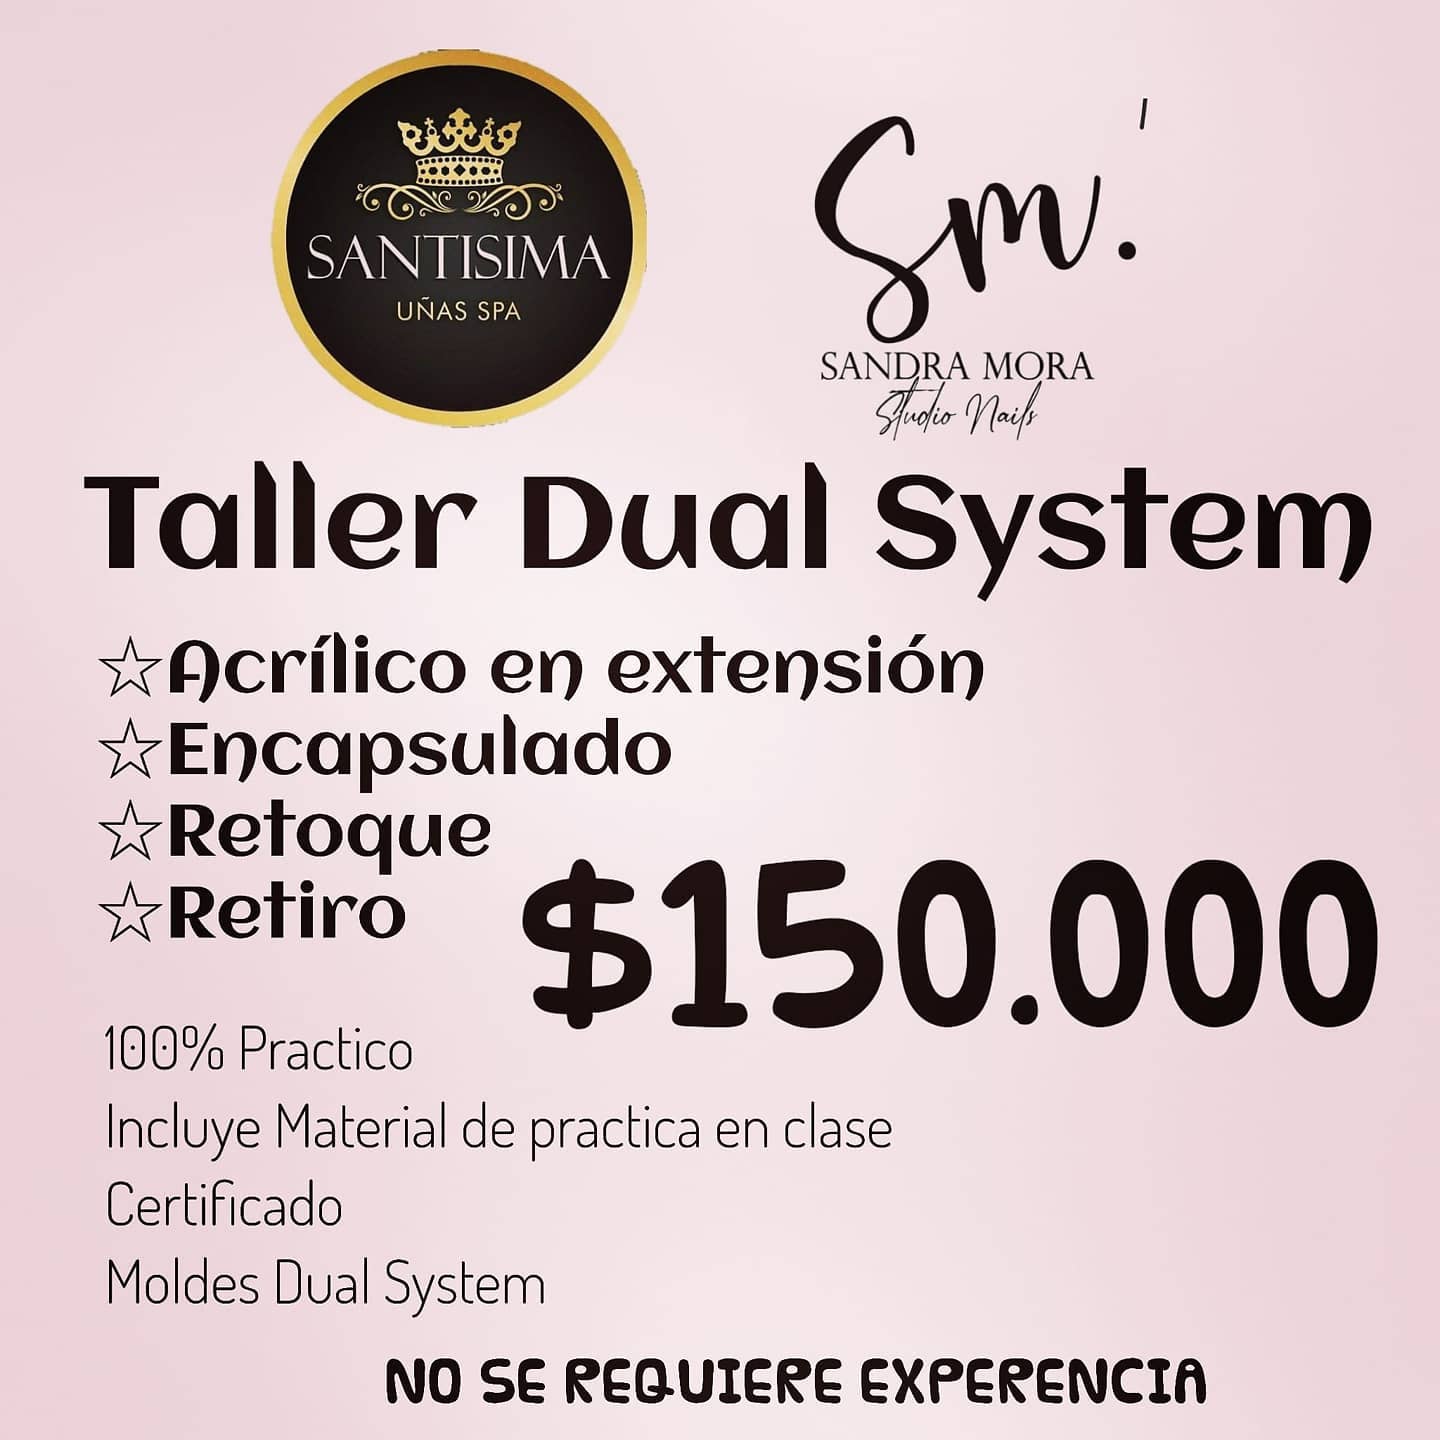 SANTISIMA
UÑAS SPA
Sm.
SANDRA MORA
Studio Nails
Taller Dual System
☆Acrílico en extensión
☆Encapsulado
☆Retoque
☆Retiro
$150.000
100% Practico
Incluye Material de practica en clase
Certificado
Moldes Dual System
NO SE REQUIERE EXPERENCIA